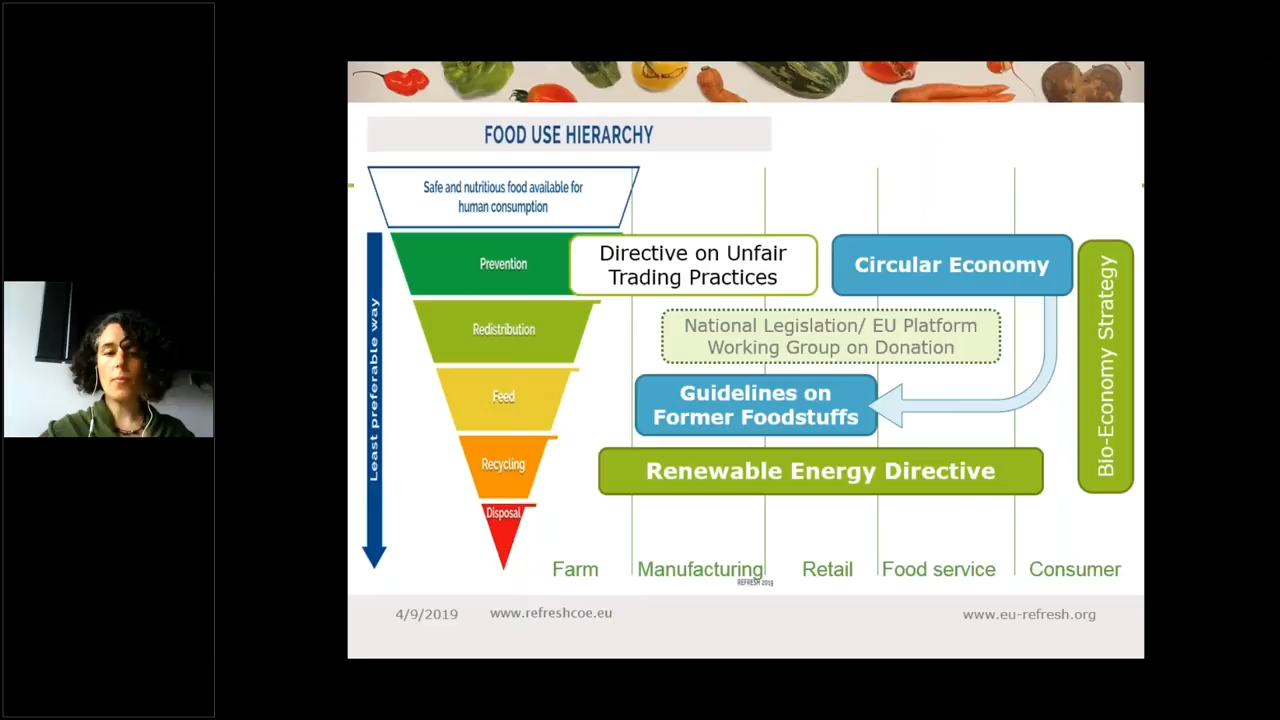 FOOD USE HIERARCHY
Safe and nutritious food available for
human consumption
Least preferable way
Prevention
Redistribution
Feed
Recycling
Disposal
Directive on Unfair
Trading Practices
Circular Economy
National Legislation/ EU Platform
Working Group on Donation
Guidelines on
Former Foodstuffs
Renewable Energy Directive
Bio-Economy Strategy
Farm
Manufacturing
Retail
Food service
Consumer
REFRESH 2019
4/9/2019
www.refreshcoe.eu
www.eu-refresh.org